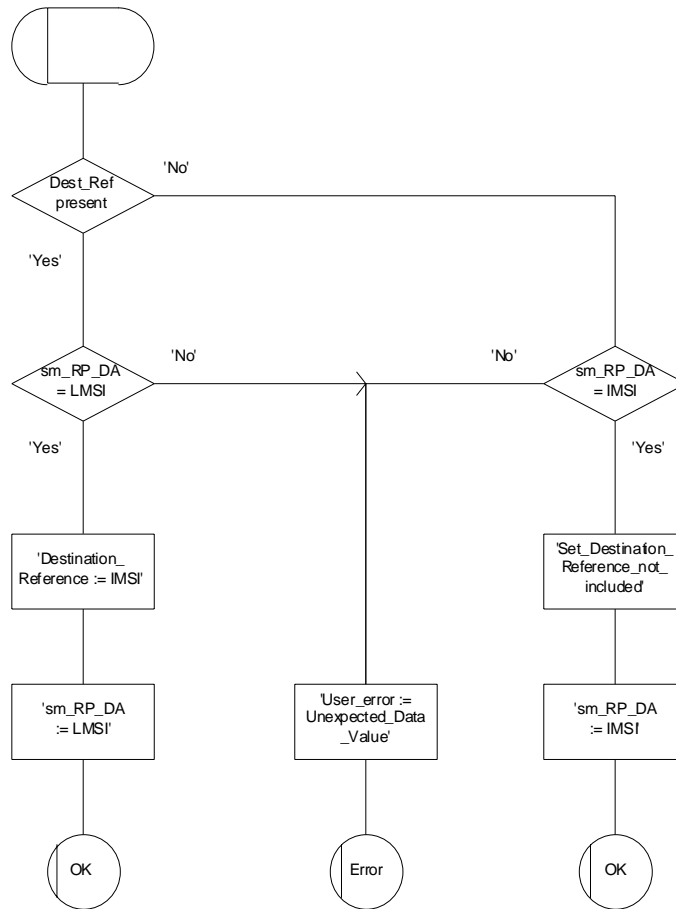 'No'
Dest_Ref
present
'Yes'
'No'
'No'
sm_RP_DA
= LMSI
sm_RP_DA
= IMSI
'Yes'
'Yes'
'Destination_
Reference := IMSI'
'Set_Destination_
Reference_not_
included'
'sm_RP_DA
:= LMSI'
'User_error :=
Unexpected_Data
_Value'
'sm_RP_DA
:= IMSI'
OK
Error
OK